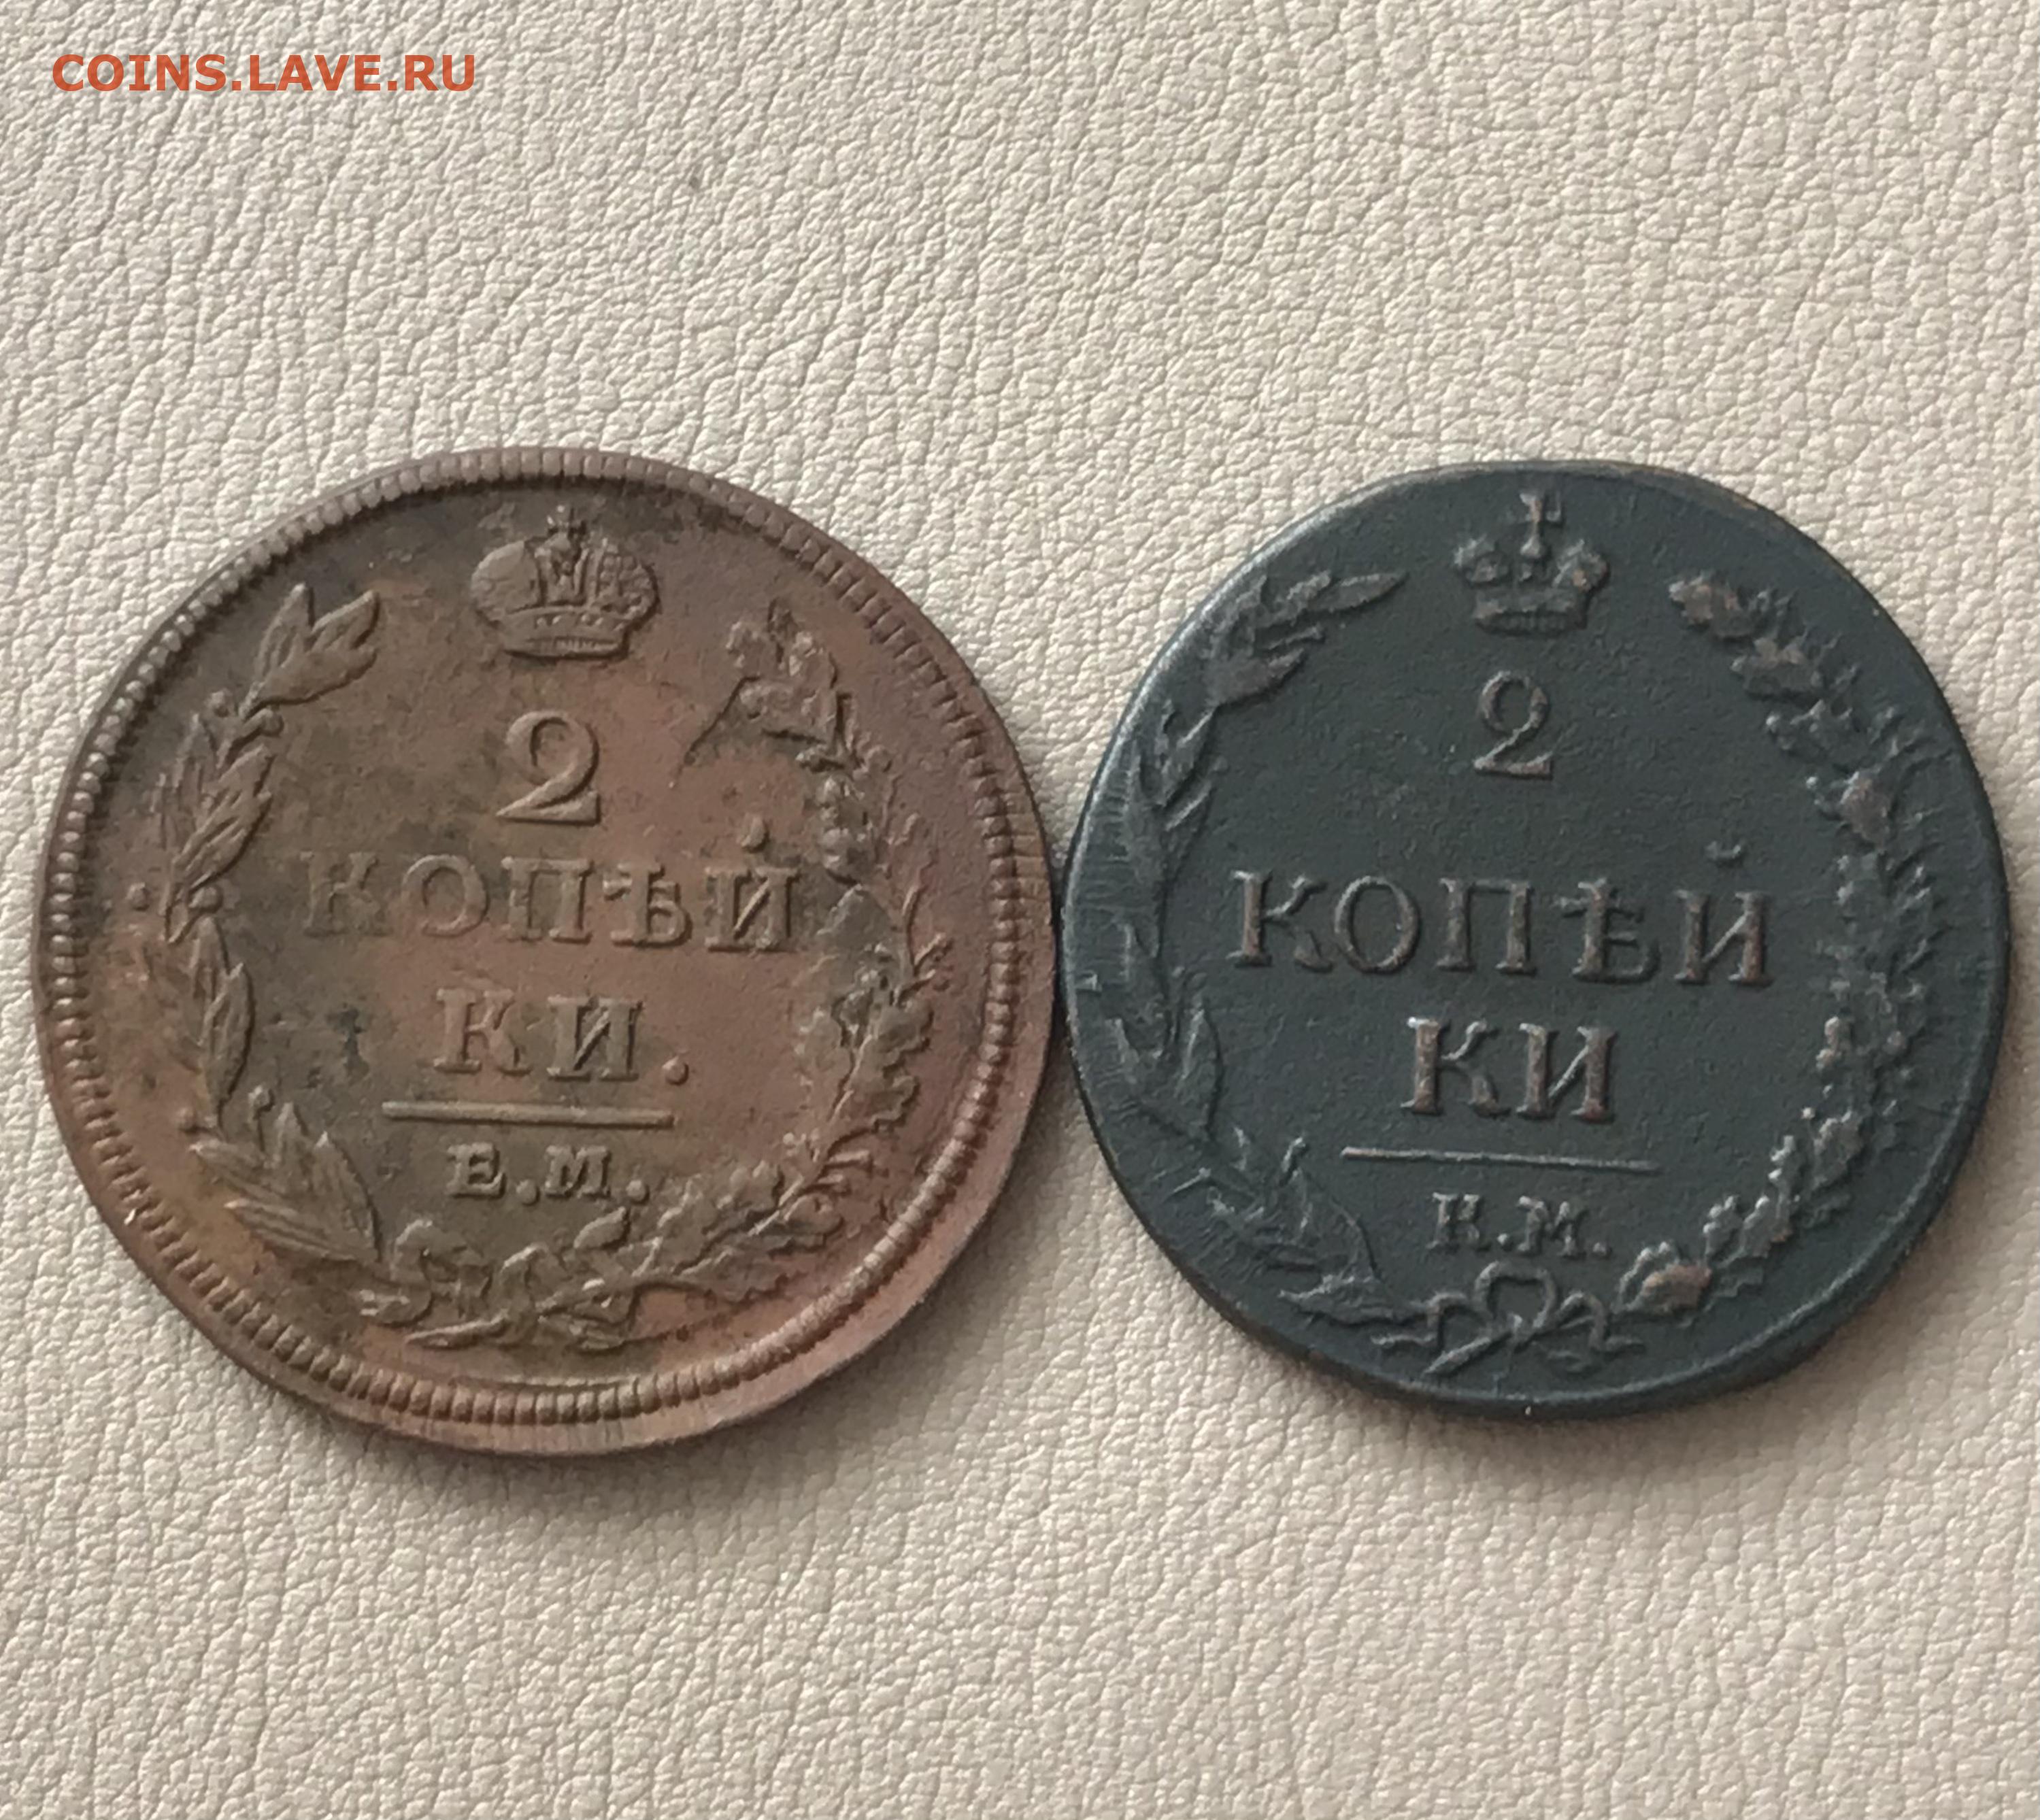 COINS.LAVE.RU
2
КОПѢЙ
КИ.
Е.М.
2
КОПѢЙ
КИ
К.М.